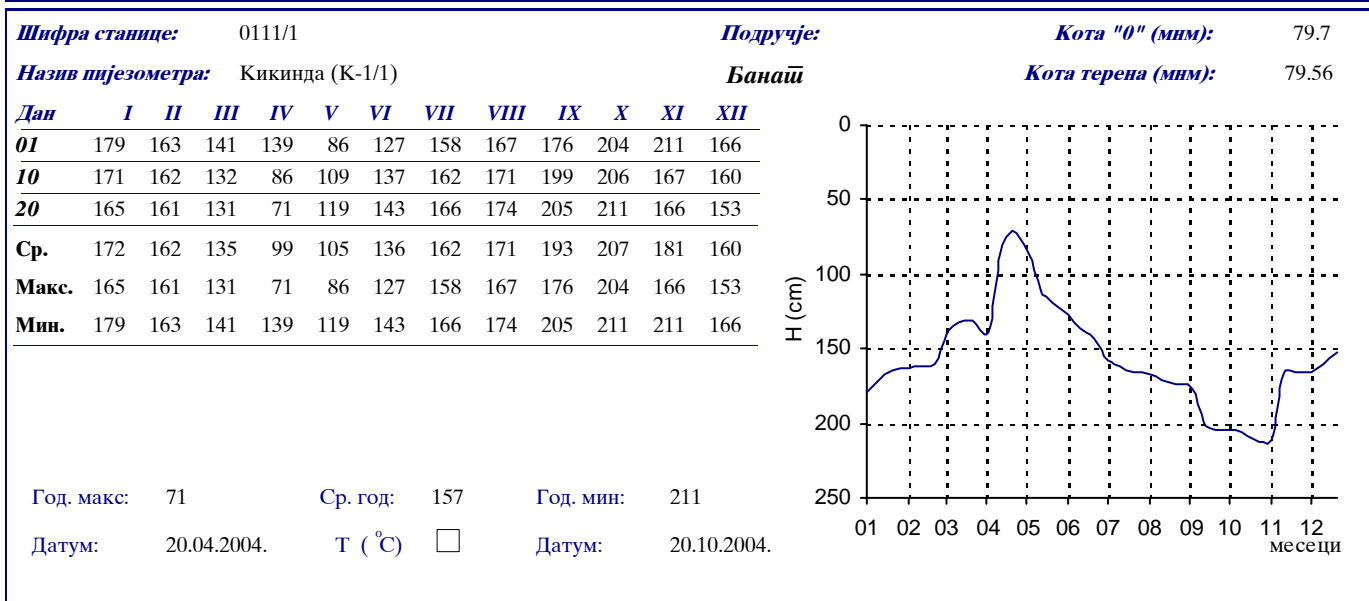 Шифра станице: 0111/1 Подручје: Кота "0" (мнм): 79.7
Назив пијезометра: Кикинда (К-1/1) Банат Кота терена (мнм): 79.56
Дан I II III IV V VI VII VIII IX X XI XII
01 179 163 141 139 86 127 158 167 176 204 211 166
10 171 162 132 86 109 137 162 171 199 206 167 160
20 165 161 131 71 119 143 166 174 205 211 166 153
Ср. 172 162 135 99 105 136 162 171 193 207 181 160
Макс. 165 161 131 71 86 127 158 167 176 204 166 153
Мин. 179 163 141 139 119 143 166 174 205 211 211 166
Год. макс: 71 Ср. год: 157 Год. мин: 211
Датум: 20.04.2004. Т ( °С) Датум: 20.10.2004.
0
50
100
150
200
250
H (cm)
01 02 03 04 05 06 07 08 09 10 11 12
месеци